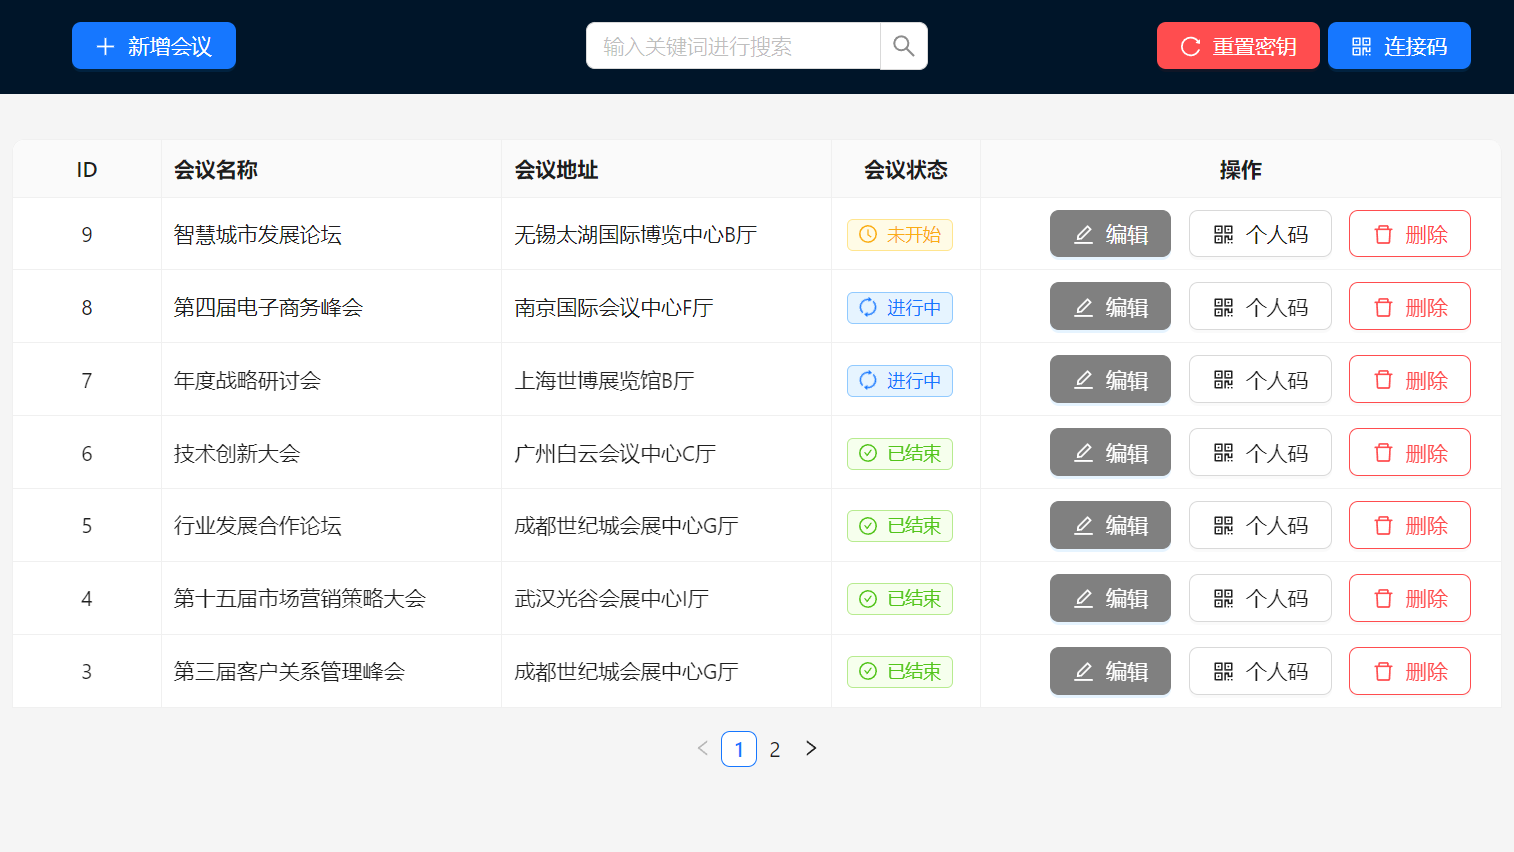 新增会议 输入关键词进行搜索 重置密钥 连接码
ID 会议名称 会议地址 会议状态 操作
9 智慧城市发展论坛 无锡太湖国际博览中心B厅 未开始 编辑 个人码 删除
8 第四届电子商务峰会 南京国际会议中心F厅 进行中 编辑 个人码 删除
7 年度战略研讨会 上海世博展览馆B厅 进行中 编辑 个人码 删除
6 技术创新大会 广州白云会议中心C厅 已结束 编辑 个人码 删除
5 行业发展合作论坛 成都世纪城会展中心G厅 已结束 编辑 个人码 删除
4 第十五届市场营销策略大会 武汉光谷会展中心I厅 已结束 编辑 个人码 删除
3 第三届客户关系管理峰会 成都世纪城会展中心G厅 已结束 编辑 个人码 删除
1 2